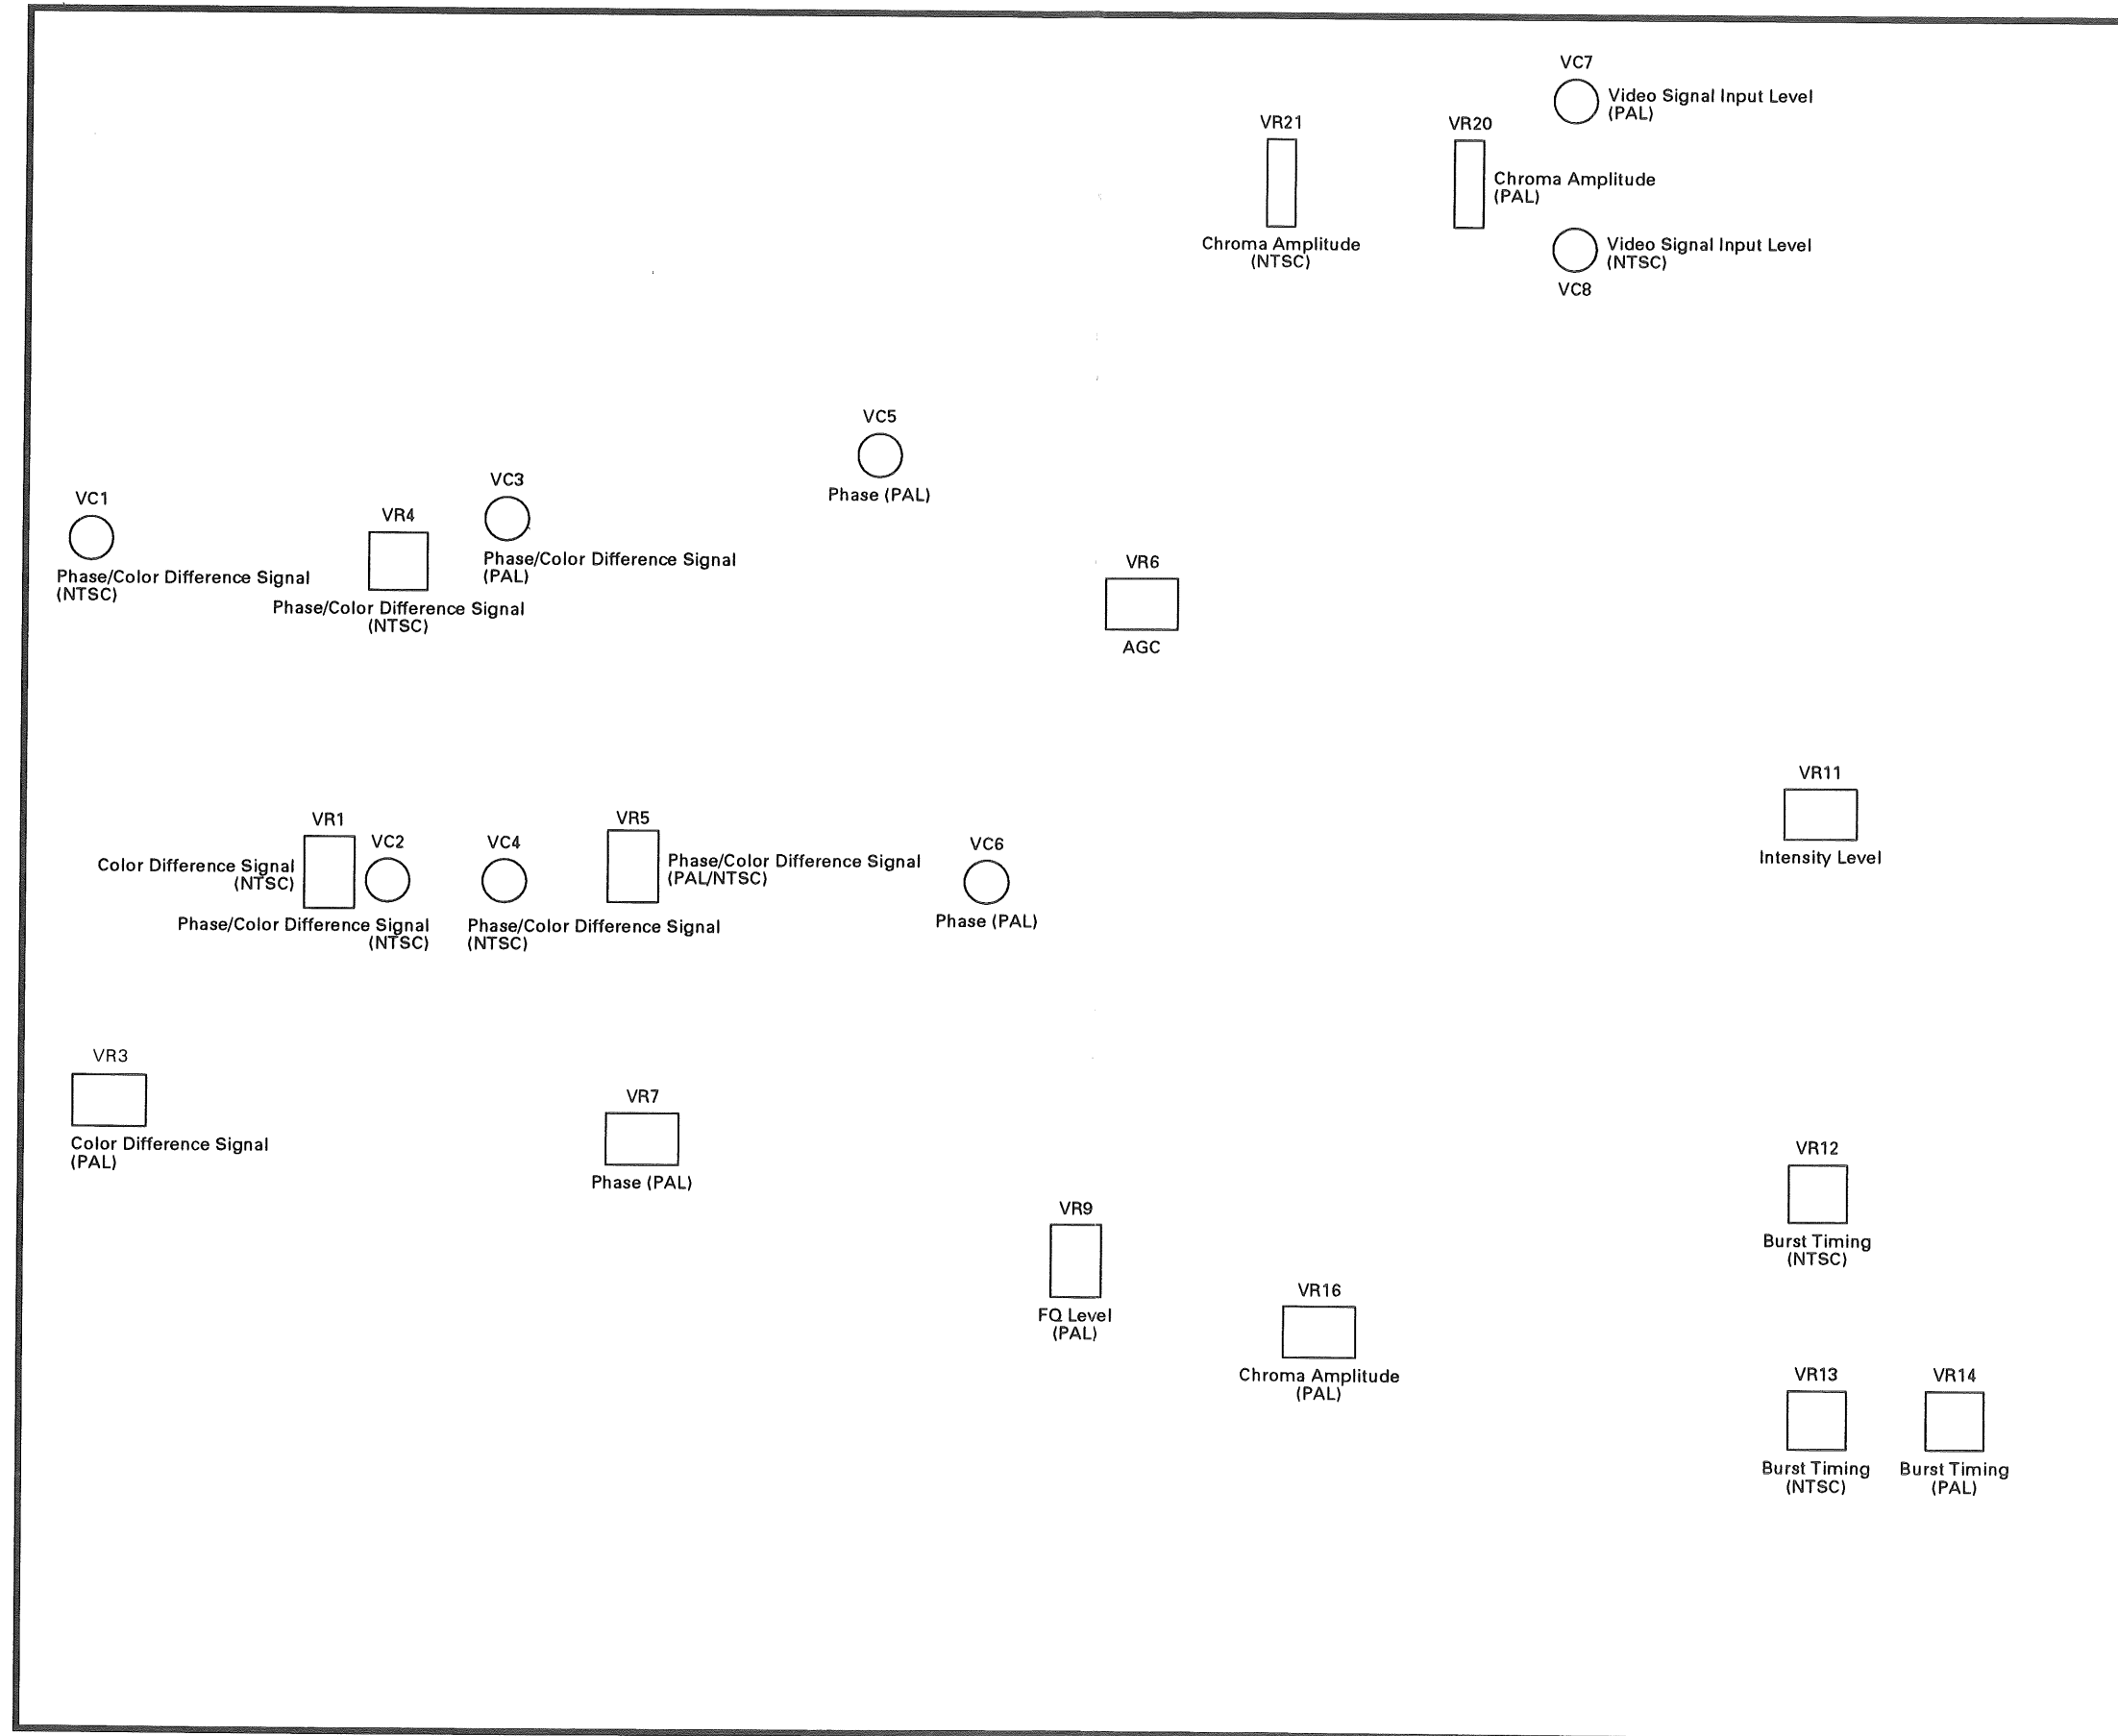 VC7
Video Signal Input Level
(PAL)
VR21
VR20
Chroma Amplitude
(PAL)
Chroma Amplitude
(NTSC)
Video Signal Input Level
(NTSC)
VC8
VC5
Phase (PAL)
VC3
Phase/Color Difference Signal
(PAL)
VC1
Phase/Color Difference Signal
(NTSC)
VR4
Phase/Color Difference Signal
(NTSC)
VR6
AGC
VR11
Intensity Level
VR1
Color Difference Signal
(NTSC)
VC2
Phase/Color Difference Signal
(NTSC)
VC4
Phase/Color Difference Signal
(NTSC)
VR5
Phase/Color Difference Signal
(PAL/NTSC)
VC6
Phase (PAL)
VR3
Color Difference Signal
(PAL)
VR7
Phase (PAL)
VR12
Burst Timing
(NTSC)
VR9
FQ Level
(PAL)
VR16
Chroma Amplitude
(PAL)
VR13
Burst Timing
(NTSC)
VR14
Burst Timing
(PAL)